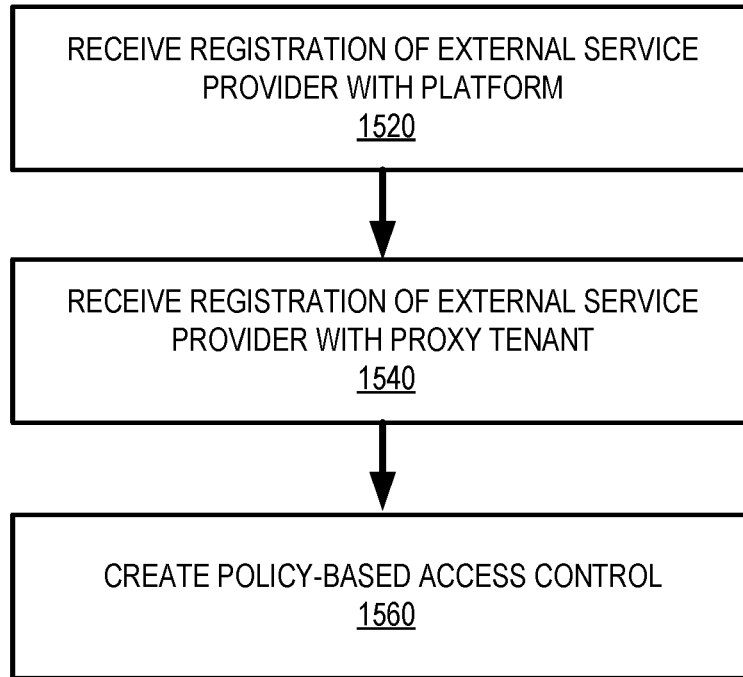 RECEIVE REGISTRATION OF EXTERNAL SERVICE
PROVIDER WITH PLATFORM
1520
RECEIVE REGISTRATION OF EXTERNAL SERVICE
PROVIDER WITH PROXY TENANT
1540
CREATE POLICY-BASED ACCESS CONTROL
1560